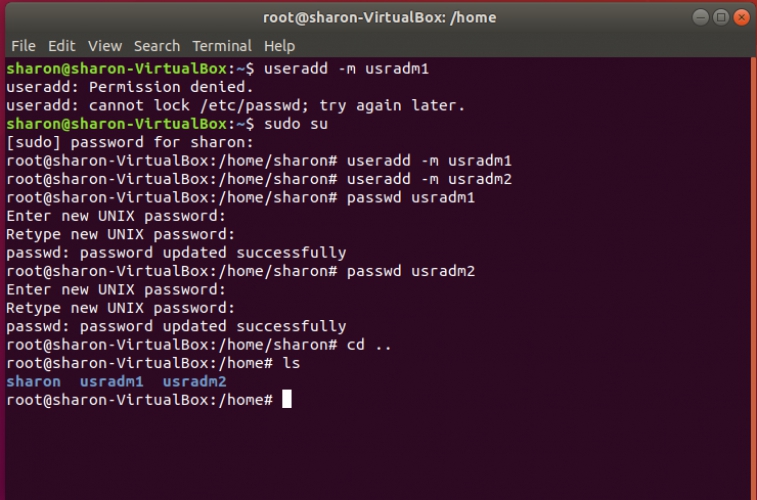 root@sharon-VirtualBox: /home
File Edit View Search Terminal Help
sharon@sharon-VirtualBox:~$ useradd -m usradm1
useradd: Permission denied.
useradd: cannot lock /etc/passwd; try again later.
sharon@sharon-VirtualBox:~$ sudo su
[sudo] password for sharon:
root@sharon-VirtualBox:/home/sharon# useradd -m usradm1
root@sharon-VirtualBox:/home/sharon# useradd -m usradm2
root@sharon-VirtualBox:/home/sharon# passwd usradm1
Enter new UNIX password:
Retype new UNIX password:
passwd: password updated successfully
root@sharon-VirtualBox:/home/sharon# passwd usradm2
Enter new UNIX password:
Retype new UNIX password:
passwd: password updated successfully
root@sharon-VirtualBox:/home/sharon# cd ..
root@sharon-VirtualBox:/home# ls
sharon  usradm1  usradm2
root@sharon-VirtualBox:/home#